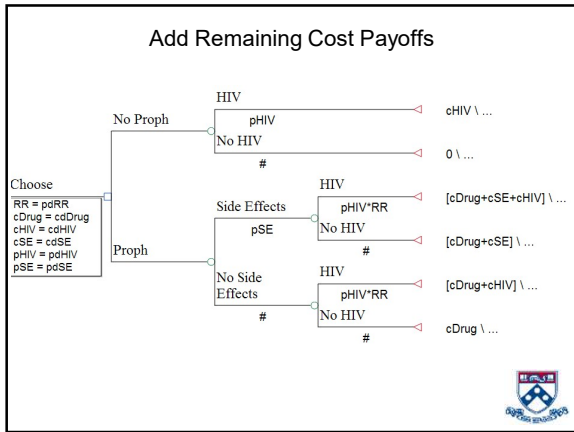 Add Remaining Cost Payoffs
HIV
pHIV
cHIV \ ...
No Proph
No HIV
#
0 \ ...
Choose
RR = pdRR
cDrug = cdDrug
cHIV = cdHIV
cSE = cdSE
pHIV = pdHIV
pSE = pdSE
Side Effects
pSE
HIV
pHIV*RR
[cDrug+cSE+cHIV] \ ...
No HIV
#
[cDrug+cSE] \ ...
Proph
No Side
Effects
#
HIV
pHIV*RR
[cDrug+cHIV] \ ...
No HIV
#
cDrug \ ...